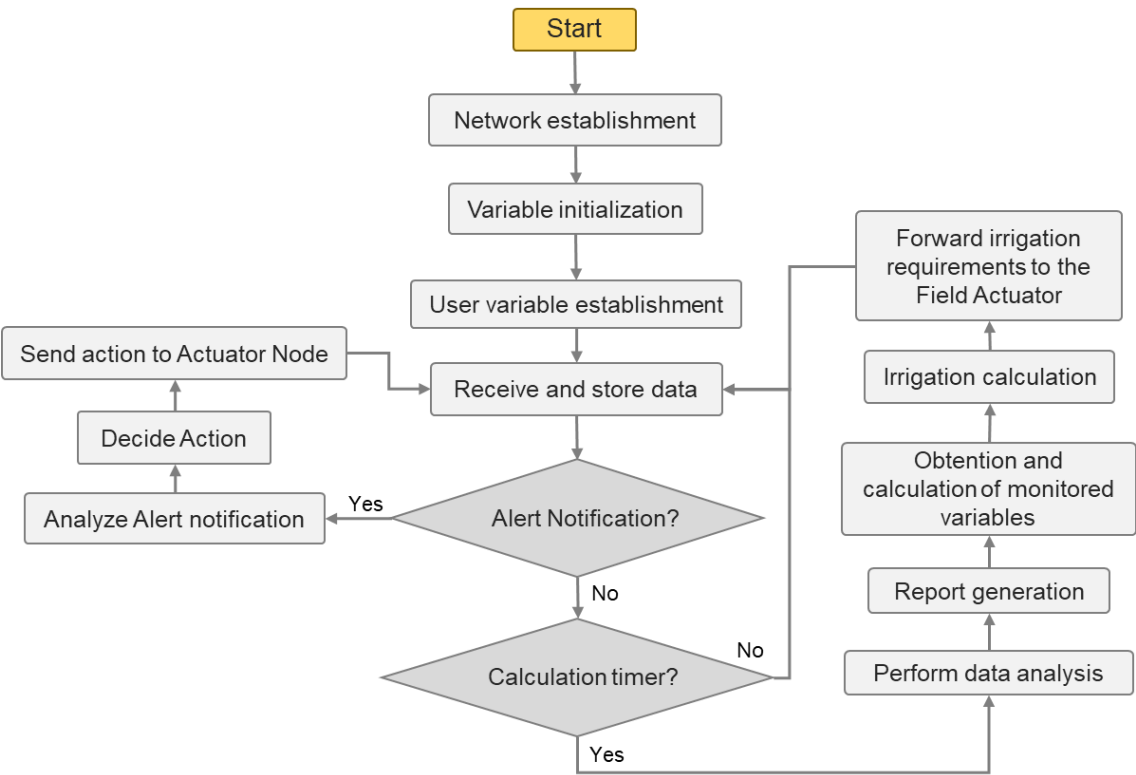 Start
Network establishment
Variable initialization
User variable establishment
Receive and store data
Alert Notification?
Yes
Analyze Alert notification
Decide Action
Send action to Actuator Node
No
Calculation timer?
No
Yes
Perform data analysis
Report generation
Obtention and
calculation of monitored
variables
Irrigation calculation
Forward irrigation
requirements to the
Field Actuator